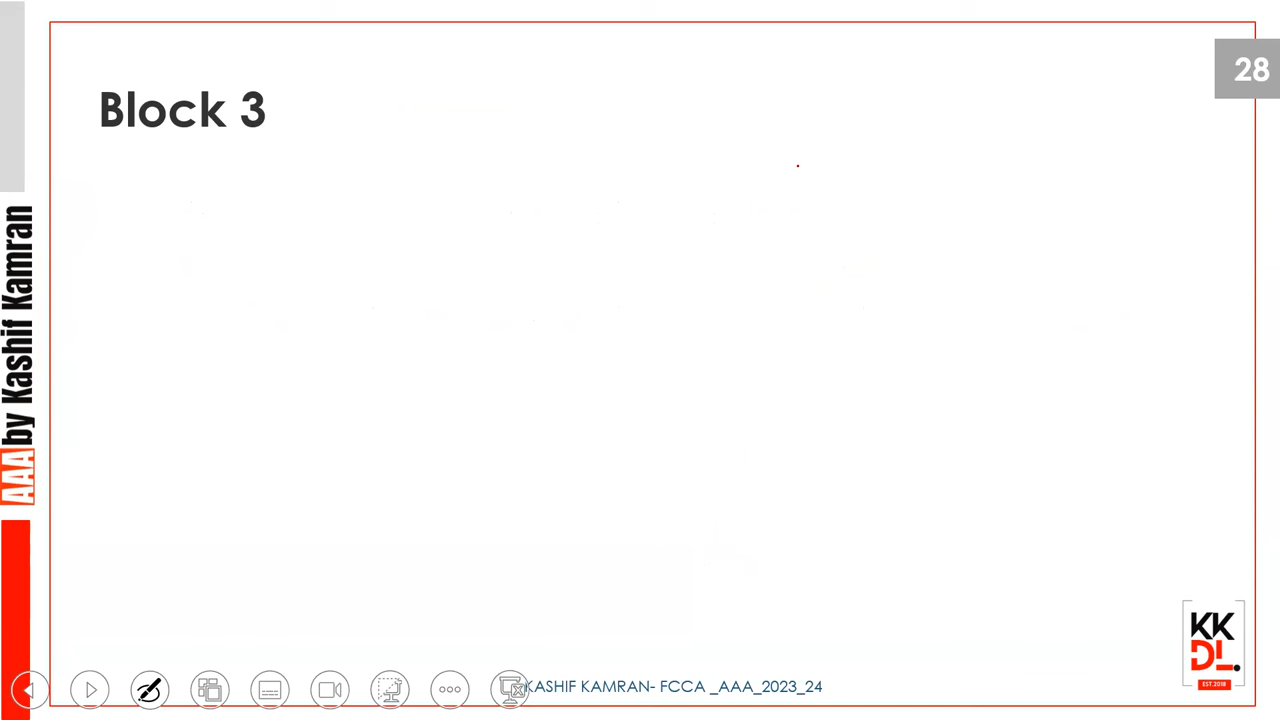 28
Block 3
AAA by Kashif Kamran
KK
DL.
EST.2018
KASHIF KAMRAN- FCCA _AAA_2023_24